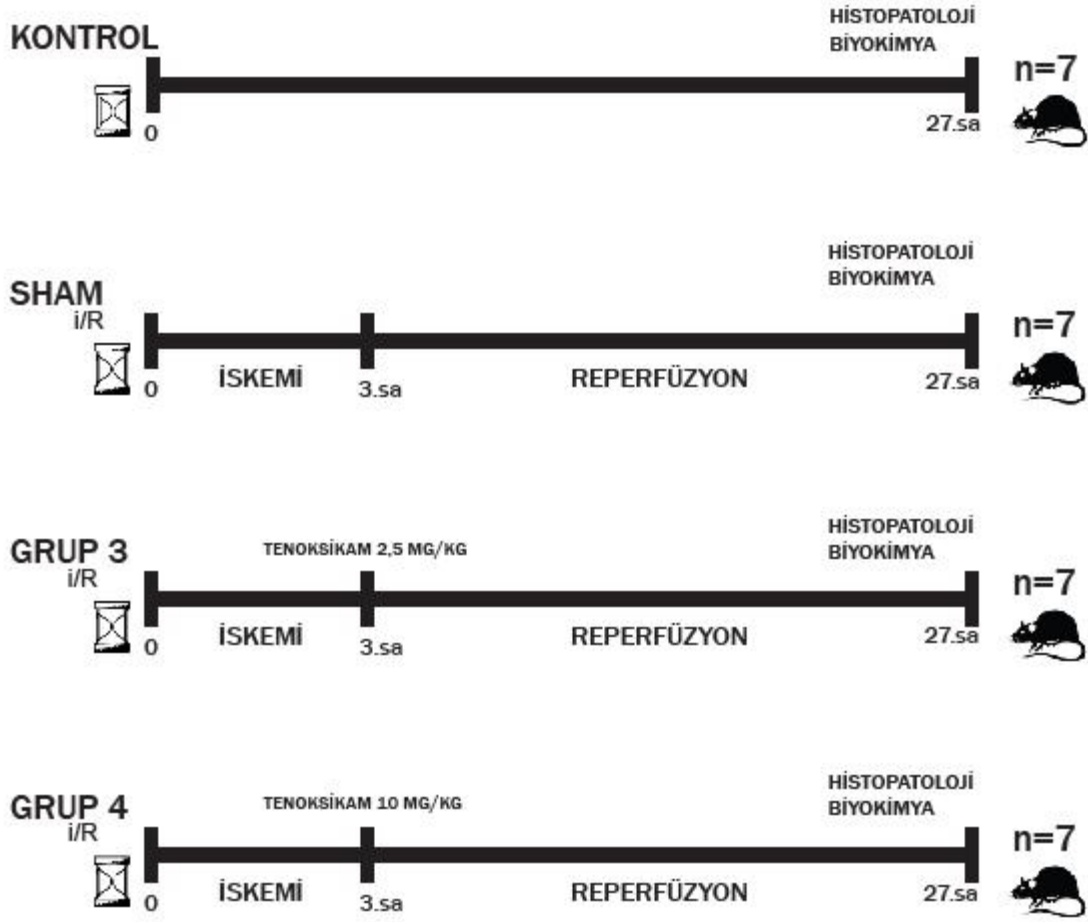 KONTROL
HİSTOPATOLOJİ
BİYOKİMYA
n=7
0
27.sa
SHAM
i/R
HİSTOPATOLOJİ
BİYOKİMYA
n=7
0
İSKEMİ
3.sa
REPERFÜZYON
27.sa
GRUP 3
i/R
TENOKSİKAM 2,5 MG/KG
HİSTOPATOLOJİ
BİYOKİMYA
n=7
0
İSKEMİ
3.sa
REPERFÜZYON
27.sa
GRUP 4
i/R
TENOKSİKAM 10 MG/KG
HİSTOPATOLOJİ
BİYOKİMYA
n=7
0
İSKEMİ
3.sa
REPERFÜZYON
27.sa